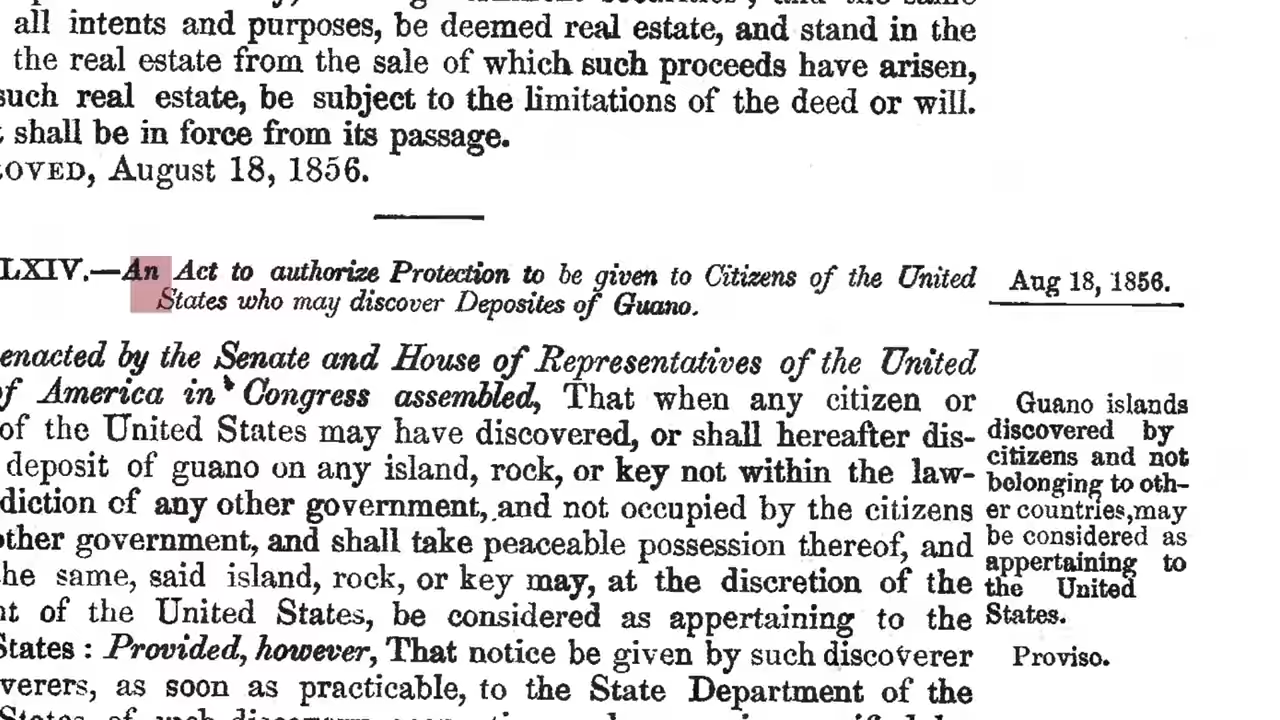 all intents and purposes, be deemed real estate, and stand in the
the real estate from the sale of which such proceeds have arisen,
such real estate, be subject to the limitations of the deed or will.
shall be in force from its passage.
OVED, August 18, 1856.
LXIV.—An Act to authorize Protection to be given to Citizens of the United
States who may discover Deposites of Guano.
Aug 18, 1856.
enacted by the Senate and House of Representatives of the United
of America in Congress assembled, That when any citizen or
of the United States may have discovered, or shall hereafter dis-
deposit of guano on any island, rock, or key not within the law-
diction of any other government, and not occupied by the citizens
other government, and shall take peaceable possession thereof, and
the same, said island, rock, or key may, at the discretion of the
nt of the United States, be considered as appertaining to the
States : Provided, however, That notice be given by such discoverer
verers, as soon as practicable, to the State Department of the
Guano islands
discovered by
citizens and not
belonging to oth-
er countries, may
be considered as
appertaining to
the United
States.
Proviso.